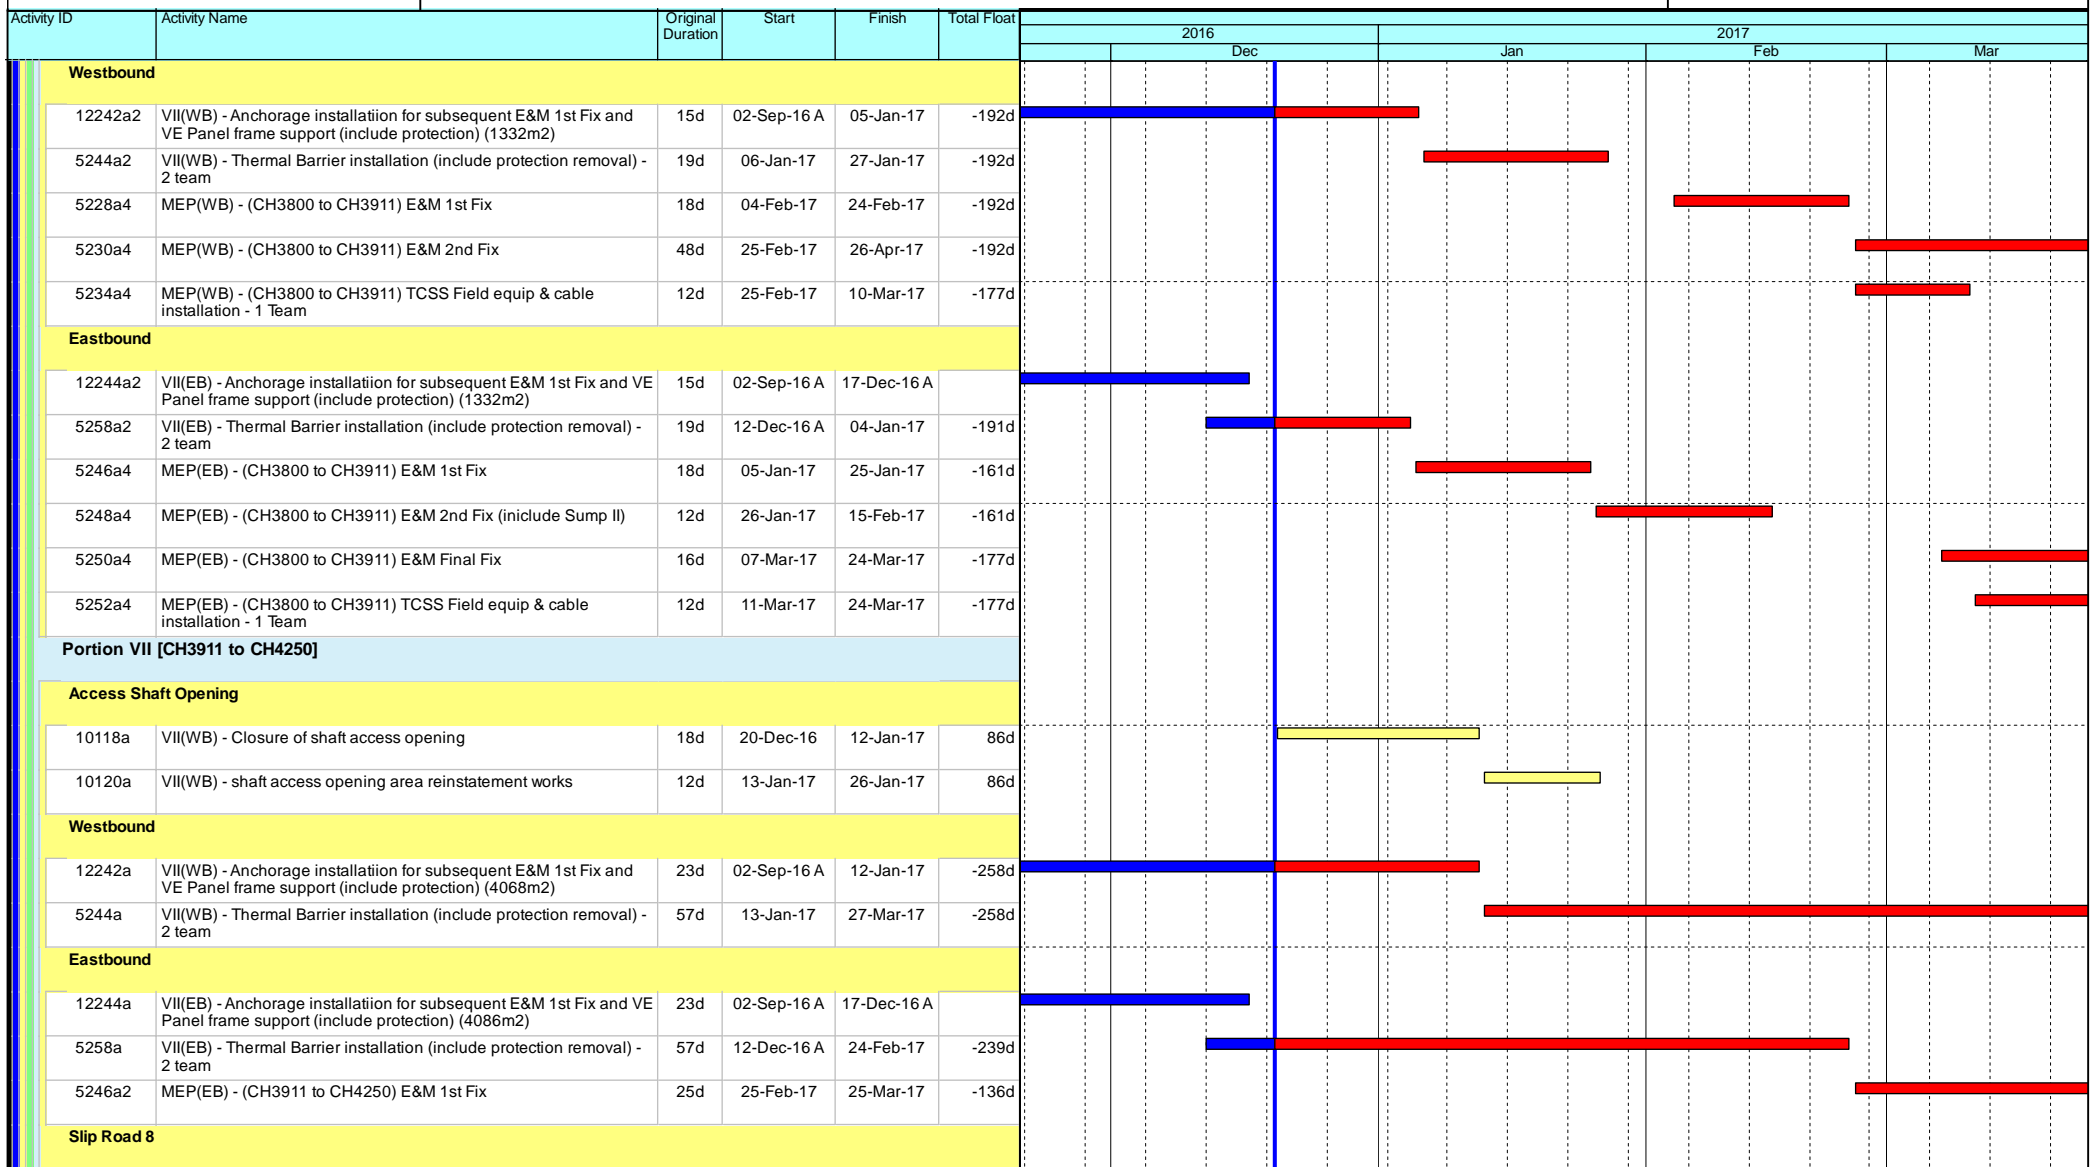 Activity ID Activity Name Original Duration Start Finish Total Float
2016 2017
Dec Jan Feb Mar
Westbound
12242a2 VII(WB) - Anchorage installatiion for subsequent E&M 1st Fix and 15d 02-Sep-16 A 05-Jan-17 -192d
VE Panel frame support (include protection) (1332m2)
5244a2 VII(WB) - Thermal Barrier installation (include protection removal) - 19d 06-Jan-17 27-Jan-17 -192d
2 team
5228a4 MEP(WB) - (CH3800 to CH3911) E&M 1st Fix 18d 04-Feb-17 24-Feb-17 -192d
5230a4 MEP(WB) - (CH3800 to CH3911) E&M 2nd Fix 48d 25-Feb-17 26-Apr-17 -192d
5234a4 MEP(WB) - (CH3800 to CH3911) TCSS Field equip & cable 12d 25-Feb-17 10-Mar-17 -177d
installation - 1 Team
Eastbound
12244a2 VII(EB) - Anchorage installatiion for subsequent E&M 1st Fix and VE 15d 02-Sep-16 A 17-Dec-16 A
Panel frame support (include protection) (1332m2)
5258a2 VII(EB) - Thermal Barrier installation (include protection removal) - 19d 12-Dec-16 A 04-Jan-17 -191d
2 team
5246a4 MEP(EB) - (CH3800 to CH3911) E&M 1st Fix 18d 05-Jan-17 25-Jan-17 -161d
5248a4 MEP(EB) - (CH3800 to CH3911) E&M 2nd Fix (iniclude Sump II) 12d 26-Jan-17 15-Feb-17 -161d
5250a4 MEP(EB) - (CH3800 to CH3911) E&M Final Fix 16d 07-Mar-17 24-Mar-17 -177d
5252a4 MEP(EB) - (CH3800 to CH3911) TCSS Field equip & cable 12d 11-Mar-17 24-Mar-17 -177d
installation - 1 Team
Portion VII [CH3911 to CH4250]
Access Shaft Opening
10118a VII(WB) - Closure of shaft access opening 18d 20-Dec-16 12-Jan-17 86d
10120a VII(WB) - shaft access opening area reinstatement works 12d 13-Jan-17 26-Jan-17 86d
Westbound
12242a VII(WB) - Anchorage installatiion for subsequent E&M 1st Fix and 23d 02-Sep-16 A 12-Jan-17 -258d
VE Panel frame support (include protection) (4068m2)
5244a VII(WB) - Thermal Barrier installation (include protection removal) - 57d 13-Jan-17 27-Mar-17 -258d
2 team
Eastbound
12244a VII(EB) - Anchorage installatiion for subsequent E&M 1st Fix and VE 23d 02-Sep-16 A 17-Dec-16 A
Panel frame support (include protection) (4086m2)
5258a VII(EB) - Thermal Barrier installation (include protection removal) - 57d 12-Dec-16 A 24-Feb-17 -239d
2 team
5246a2 MEP(EB) - (CH3911 to CH4250) E&M 1st Fix 25d 25-Feb-17 25-Mar-17 -136d
Slip Road 8